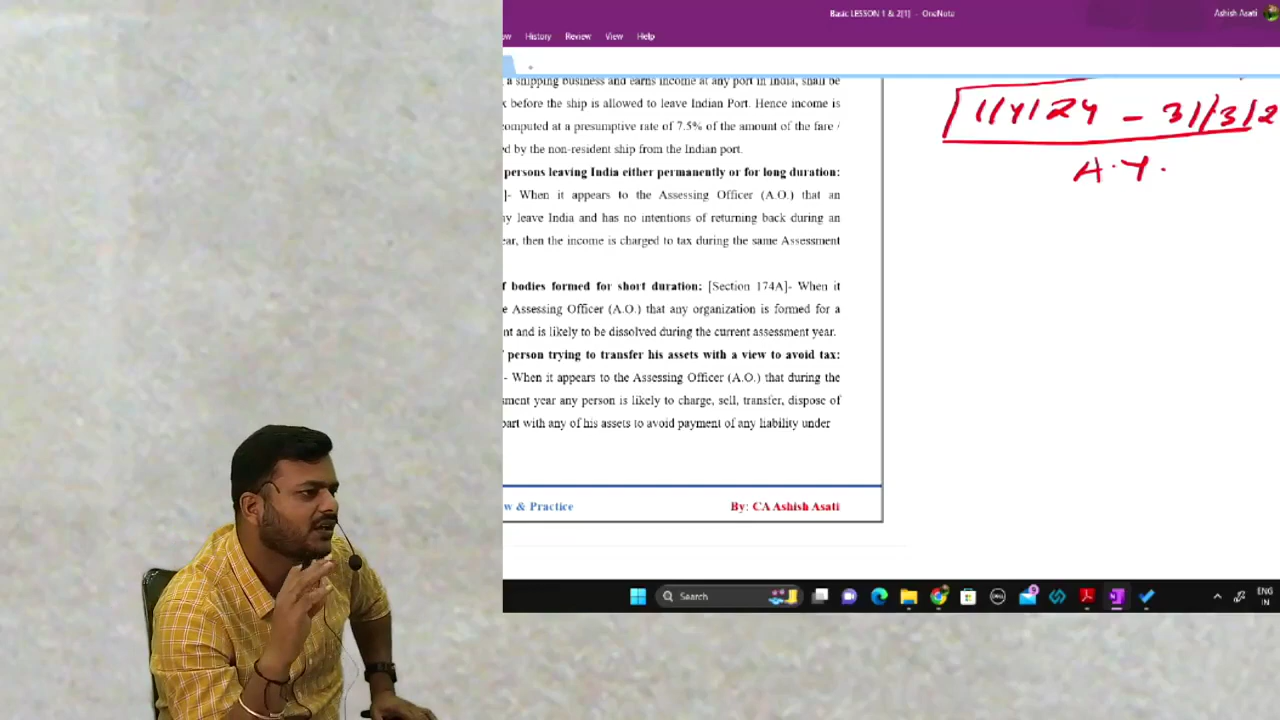 Basic LESSON 1 & 2[1] - OneNote
Ashish Asati
History Review View Help
a shipping business and earns income at any port in India, shall be
before the ship is allowed to leave Indian Port. Hence income is
computed at a presumptive rate of 7.5% of the amount of the fare /
ed by the non-resident ship from the Indian port.
persons leaving India either permanently or for long duration:
]- When it appears to the Assessing Officer (A.O.) that an
y leave India and has no intentions of returning back during an
ear, then the income is charged to tax during the same Assessment
f bodies formed for short duration: [Section 174A]- When it
e Assessing Officer (A.O.) that any organization is formed for a
nt and is likely to be dissolved during the current assessment year.
person trying to transfer his assets with a view to avoid tax:
- When it appears to the Assessing Officer (A.O.) that during the
sment year any person is likely to charge, sell, transfer, dispose of
part with any of his assets to avoid payment of any liability under
w & Practice
By: CA Ashish Asati
1/4/24 - 31/3/2
A.Y.
Search
ENG
IN